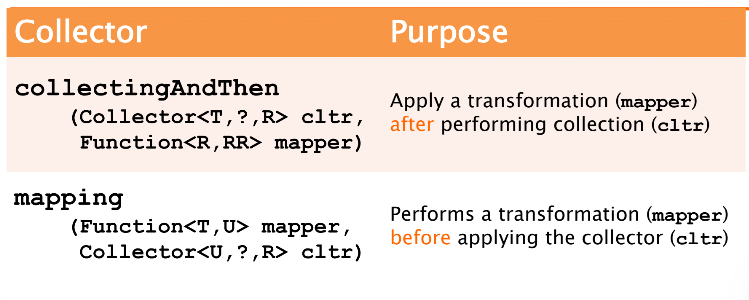 Collector
Purpose
collectingAndThen
(Collector<T,?,R> cltr,
Function<R,RR> mapper)
Apply a transformation (mapper)
after performing collection (cltr)
mapping
(Function<T,U> mapper,
Collector<U,?,R> cltr)
Performs a transformation (mapper)
before applying the collector (cltr)